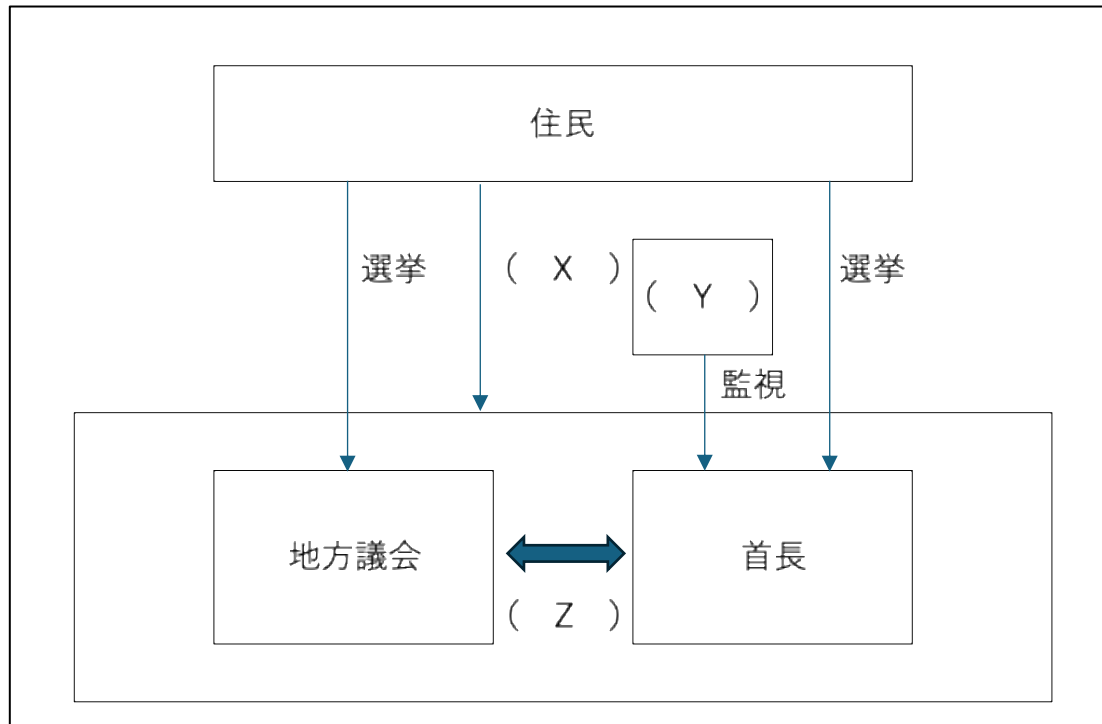 住民
選挙
（　X　）
選挙
（　Y　）
監視
地方議会
首長
（　Z　）